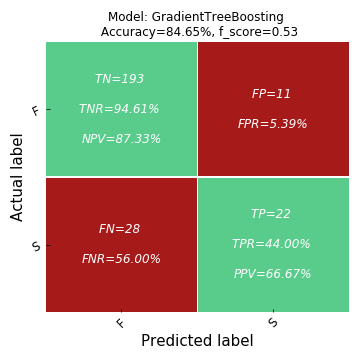 Model: GradientTreeBoosting
Accuracy=84.65%, f_score=0.53
TN=193
TNR=94.61%
NPV=87.33%
FP=11
FPR=5.39%
FN=28
FNR=56.00%
TP=22
TPR=44.00%
PPV=66.67%
Actual label
F
S
F
S
Predicted label